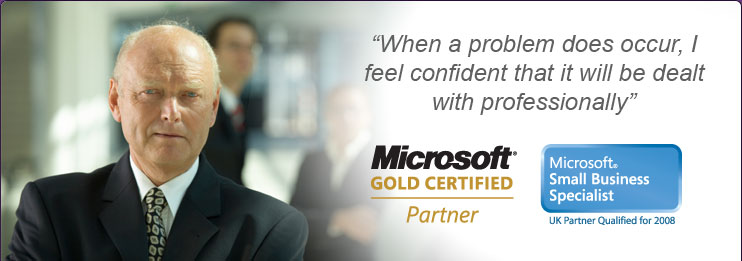 “When a problem does occur, I
feel confident that it will be dealt
with professionally”
Microsoft®
GOLD CERTIFIED
Partner
Microsoft®
Small Business
Specialist
UK Partner Qualified for 2008